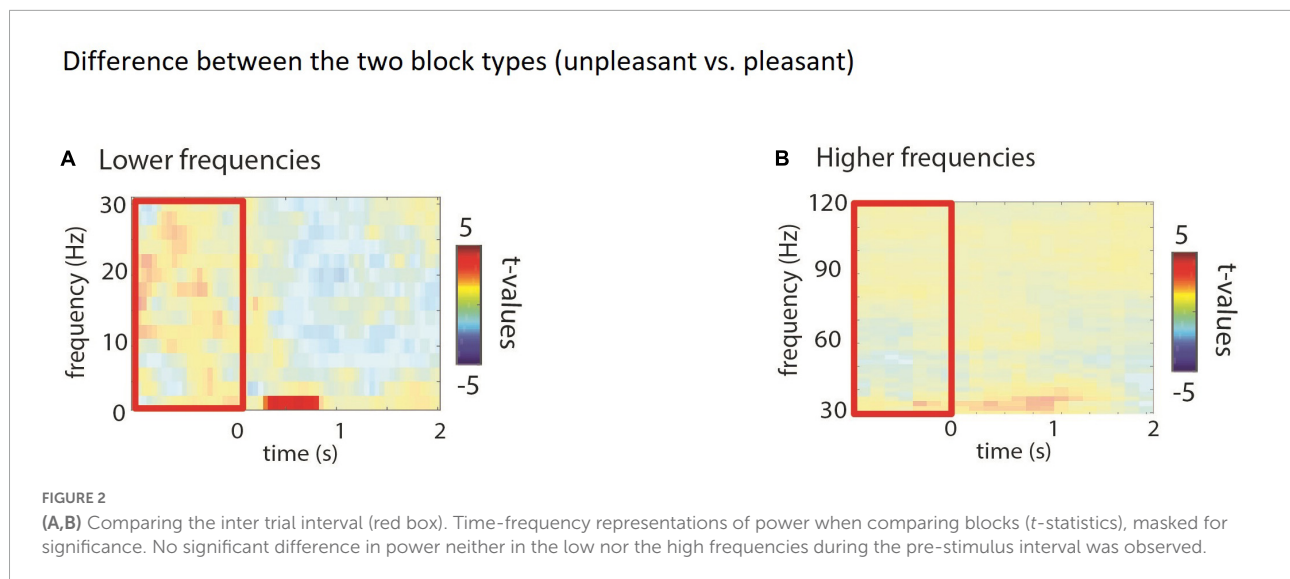 Difference between the two block types (unpleasant vs. pleasant)
A Lower frequencies
30
20
10
0
frequency (Hz)
0 1 2
time (s)
5
-5
t-values
B Higher frequencies
120
90
60
30
frequency (Hz)
0 1 2
time (s)
5
-5
t-values
FIGURE 2
(A,B) Comparing the inter trial interval (red box). Time-frequency representations of power when comparing blocks (t-statistics), masked for
significance. No significant difference in power neither in the low nor the high frequencies during the pre-stimulus interval was observed.